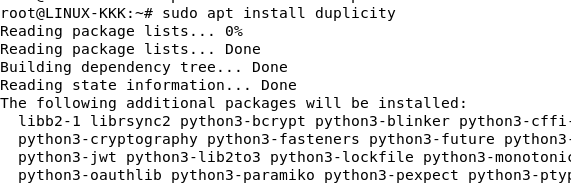 root@LINUX-KKK:~# sudo apt install duplicity
Reading package lists... 0%
Reading package lists... Done
Building dependency tree... Done
Reading state information... Done
The following additional packages will be installed:
libb2-1 librsync2 python3-bcrypt python3-blinker python3-cffi-
python3-cryptography python3-fasteners python3-future python3-
python3-jwt python3-lib2to3 python3-lockfile python3-monotonic
python3-oauthlib python3-paramiko python3-pexpect python3-ptyp